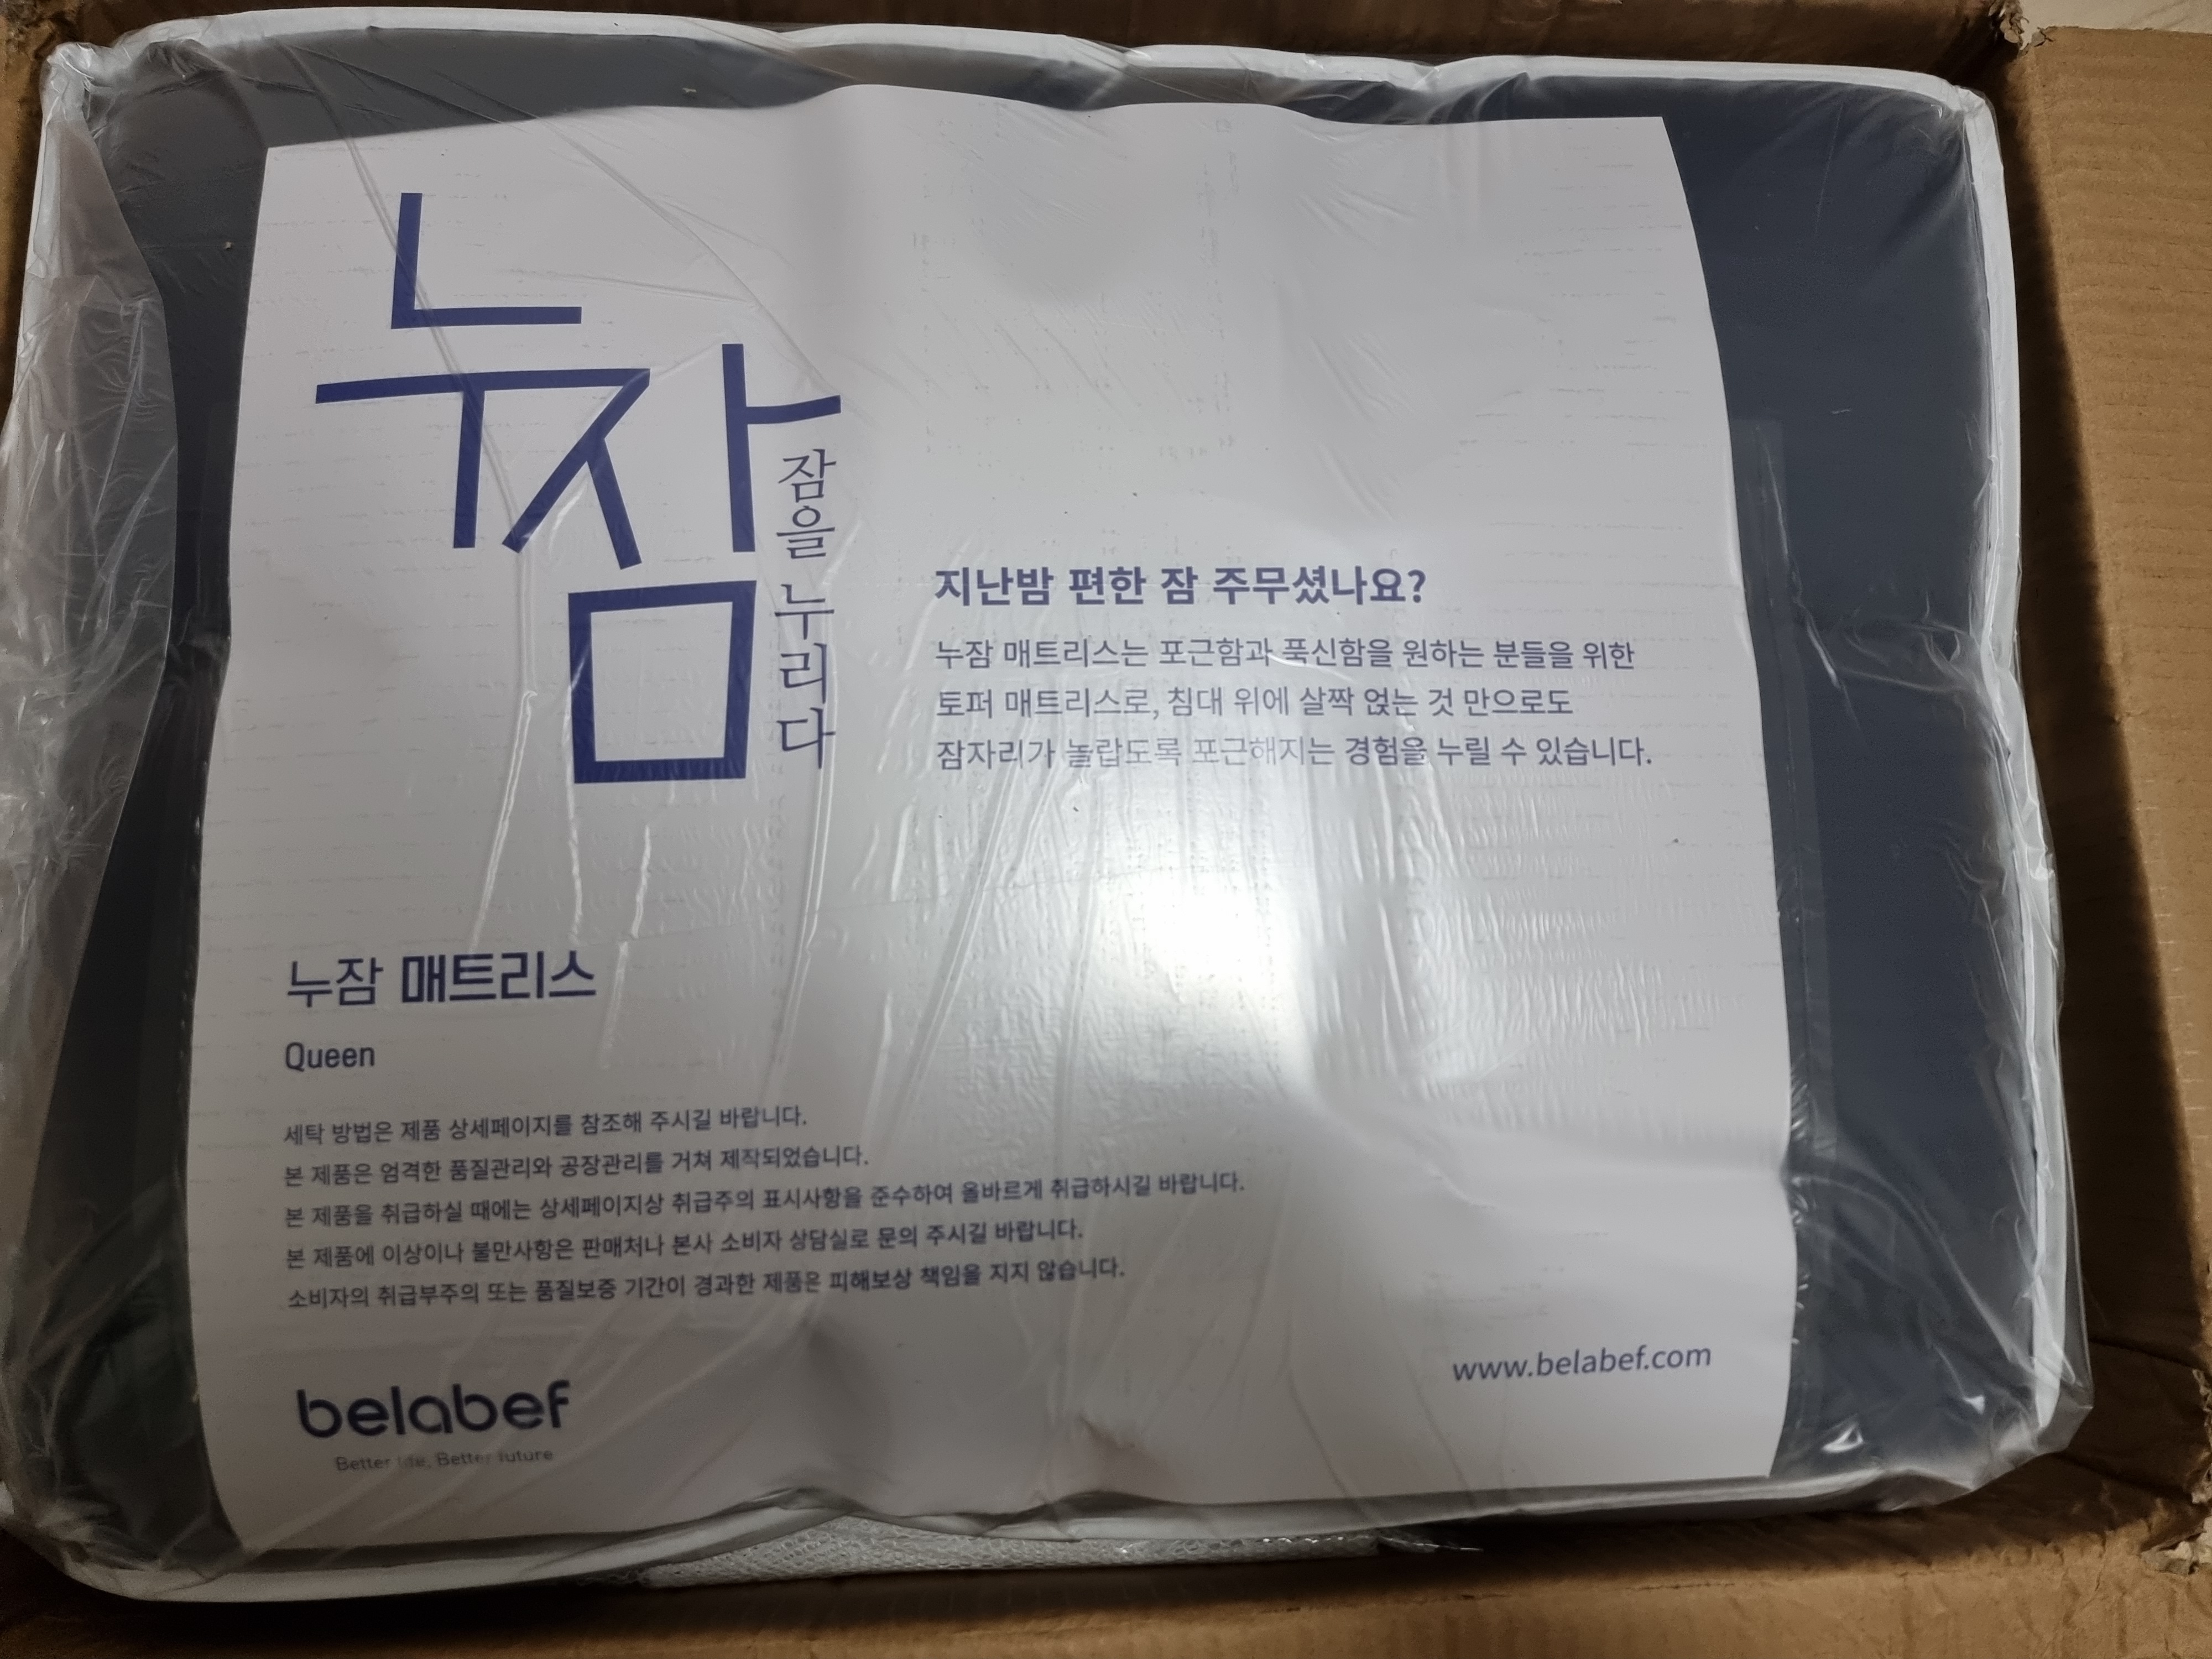 누잠
잠을 누리다
지난밤 편한 잠 주무셨나요?
누잠 매트리스는 포근함과 푹신함을 원하는 분들을 위한
토퍼 매트리스로, 침대 위에 살짝 얹는 것 만으로도
잠자리가 놀랍도록 포근해지는 경험을 누릴 수 있습니다.
누잠 매트리스
Queen
세탁 방법은 제품 상세페이지를 참조해 주시길 바랍니다.
본 제품은 엄격한 품질관리와 공장관리를 거쳐 제작되었습니다.
본 제품을 취급하실 때에는 상세페이지상 취급주의 표시사항을 준수하여 올바르게 취급하시길 바랍니다.
본 제품에 이상이나 불만사항은 판매처나 본사 소비자 상담실로 문의 주시길 바랍니다.
소비자의 취급부주의 또는 품질보증 기간이 경과한 제품은 피해보상 책임을 지지 않습니다.
belabef
Better life, Better future
www.belabef.com